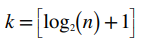 k = [log₂(n) + 1]